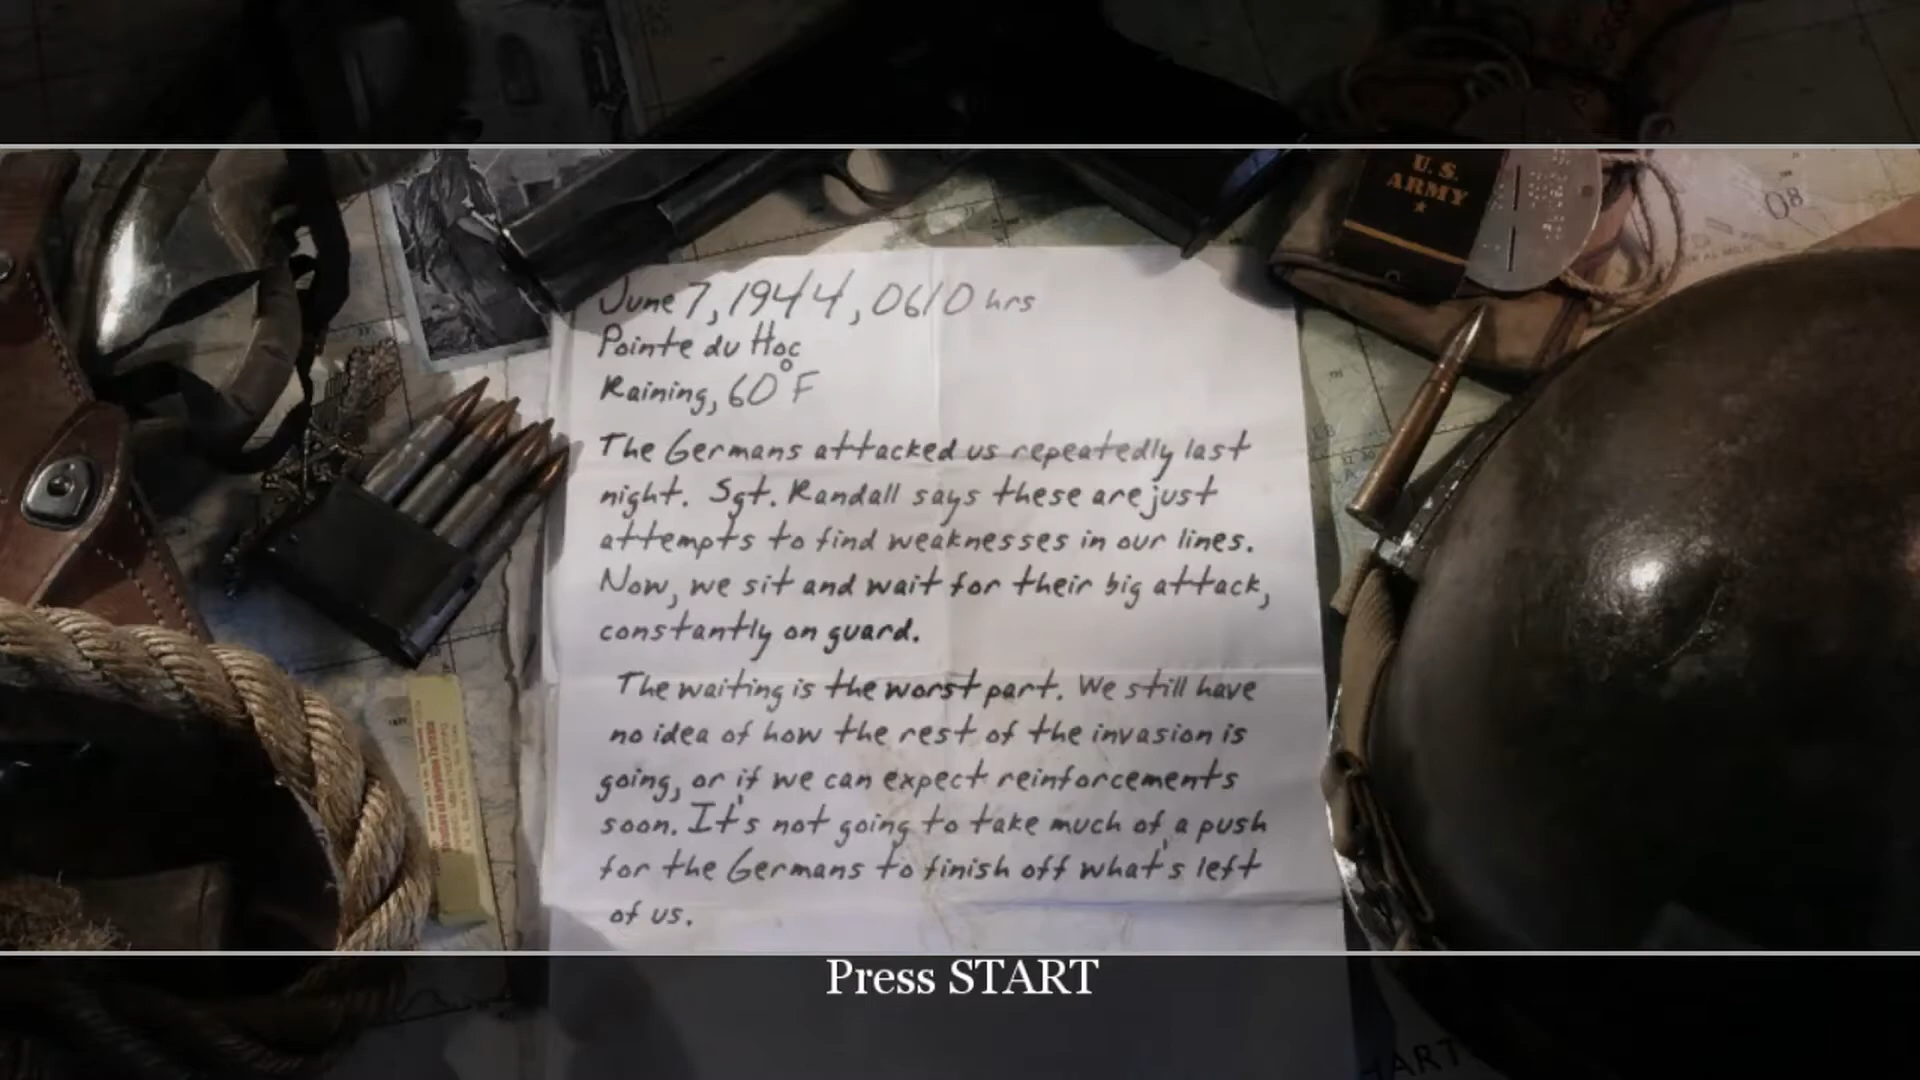 U.S.
ARMY
08
June 7, 1944, 0610 hrs
Pointe du Hoc
Raining, 60°F
The Germans attacked us repeatedly last
night. Sgt. Randall says these are just
attempts to find weaknesses in our lines.
Now, we sit and wait for their big attack,
constantly on guard.
The waiting is the worst part. We still have
no idea of how the rest of the invasion is
going, or if we can expect reinforcements
soon. It's not going to take much of a push
for the Germans to finish off what's left
of us.
Press START